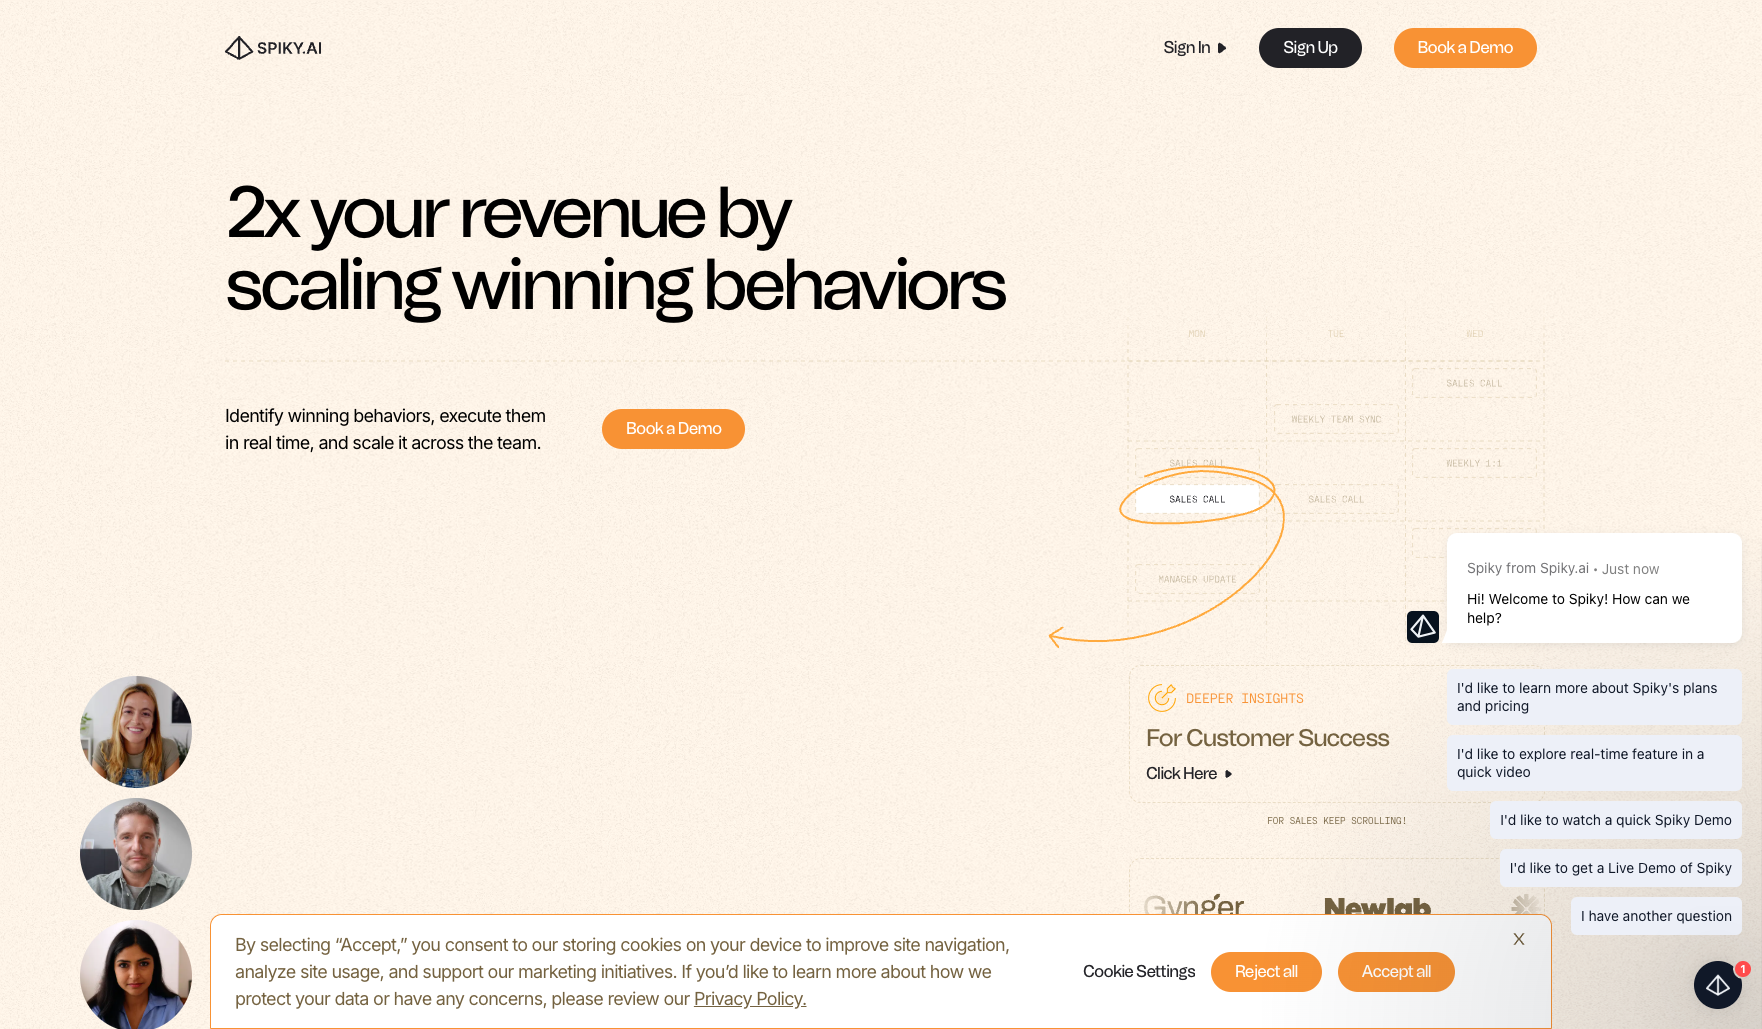 SPIKY.AI
Sign In
Sign Up
Book a Demo
2x your revenue by
scaling winning behaviors
Identify winning behaviors, execute them
in real time, and scale it across the team.
Book a Demo
MON
TUE
WED
SALES CALL
WEEKLY TEAM SYNC
SALES CALL
WEEKLY 1:1
SALES CALL
SALES CALL
MANAGER UPDATE
Spiky from Spiky.ai • Just now
Hi! Welcome to Spiky! How can we
help?
DEEPER INSIGHTS
For Customer Success
Click Here
FOR SALES KEEP SCROLLING!
I'd like to learn more about Spiky's plans
and pricing
I'd like to explore real-time feature in a
quick video
I'd like to watch a quick Spiky Demo
I'd like to get a Live Demo of Spiky
I have another question
Gynger
Newlab
By selecting “Accept,” you consent to our storing cookies on your device to improve site navigation,
analyze site usage, and support our marketing initiatives. If you’d like to learn more about how we
protect your data or have any concerns, please review our Privacy Policy.
Cookie Settings
Reject all
Accept all
X
1